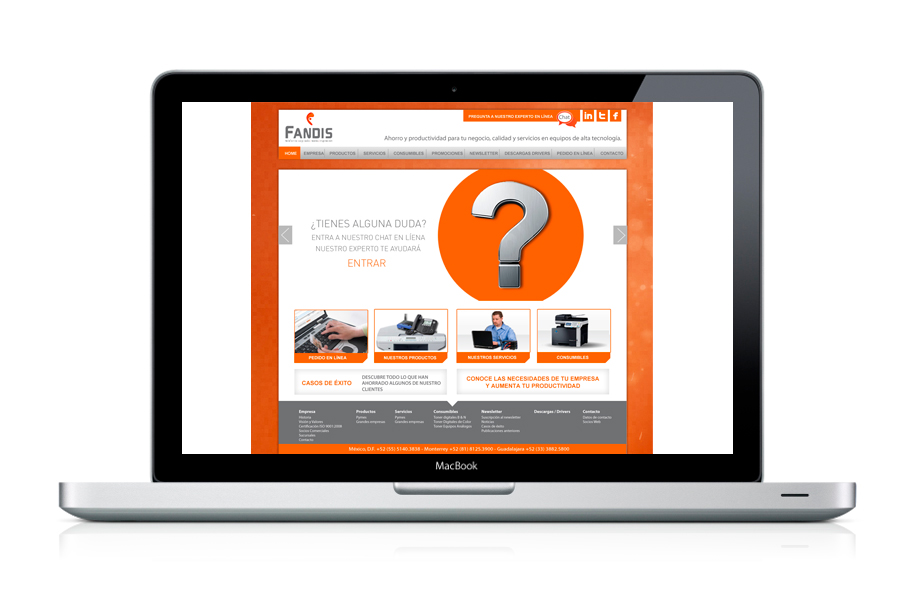 PREGUNTA A NUESTRO EXPERTO EN LÍNEA
Chat
in
t
f
FANDIS
Ahorro y productividad para tu negocio, calidad y servicios en equipos de alta tecnología.
HOME EMPRESA PRODUCTOS SERVICIOS CONSUMIBLES PROMOCIONES NEWSLETTER DESCARGAS DRIVERS PEDIDO EN LÍNEA CONTACTO
¿TIENES ALGUNA DUDA?
ENTRA A NUESTRO CHAT EN LÍENA
NUESTRO EXPERTO TE AYUDARÁ
ENTRAR
?
PEDIDO EN LÍNEA
NUESTROS PRODUCTOS
NUESTROS SERVICIOS
CONSUMIBLES
CASOS DE ÉXITO
DESCUBRE TODO LO QUE HAN
AHORRADO ALGUNOS DE NUESTRO
CLIENTES
CONOCE LAS NECESIDADES DE TU EMPRESA
Y AUMENTA TU PRODUCTIVIDAD
Empresa
Historia
Misión y Valores
Certificación ISO 9001:2008
Socios Comerciales
Sucursales
Contacto
Productos
Pymes
Grandes empresas
Servicios
Pymes
Grandes empresas
Consumibles
Toner Digitales B & N
Toner Digitales de Color
Toner Equipos Análogos
Newsletter
Suscripción al newsletter
Noticias
Casos de éxito
Publicaciones anteriores
Descargas / Drivers
Contacto
Datos de contacto
Socios Web
México, D.F. +52 (55) 5140.2838 - Monterrey +52 (81) 8125.3900 - Guadalajara +52 (33) 3982.5890
MacBook